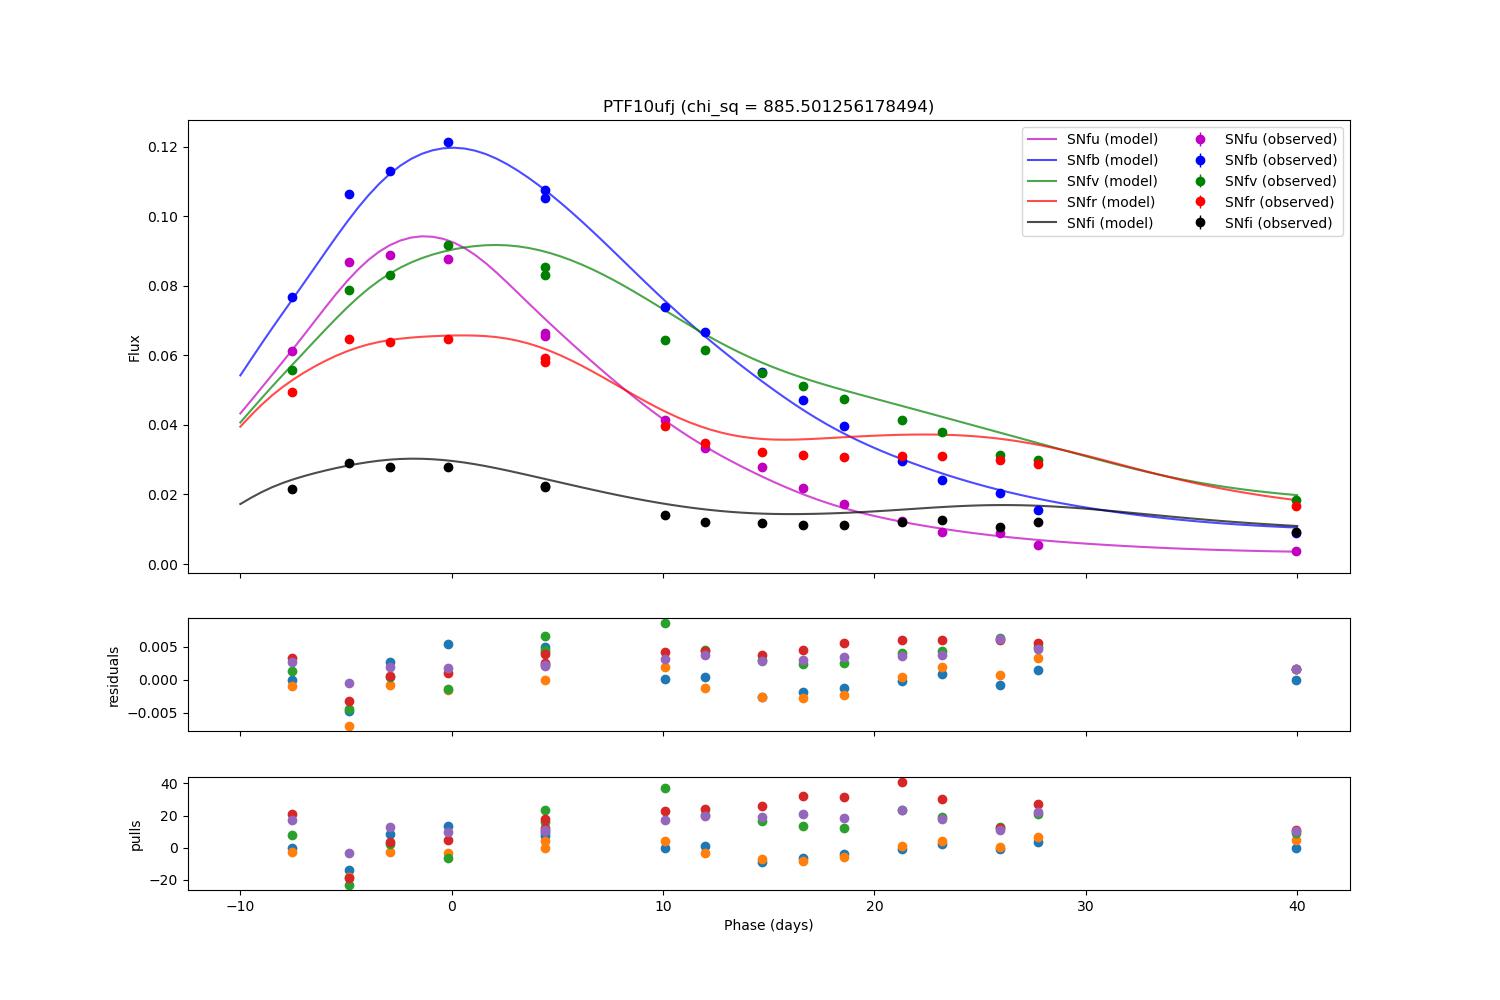 PTF10ufj (chi_sq = 885.501256178494)
0.12
0.10
0.08
0.06
0.04
0.02
0.00
Flux
SNfu (model)
SNfb (model)
SNfv (model)
SNfr (model)
SNfi (model)
SNfu (observed)
SNfb (observed)
SNfv (observed)
SNfr (observed)
SNfi (observed)
0.005
0.000
−0.005
residuals
40
20
0
−20
pulls
−10 0 10 20 30 40
Phase (days)